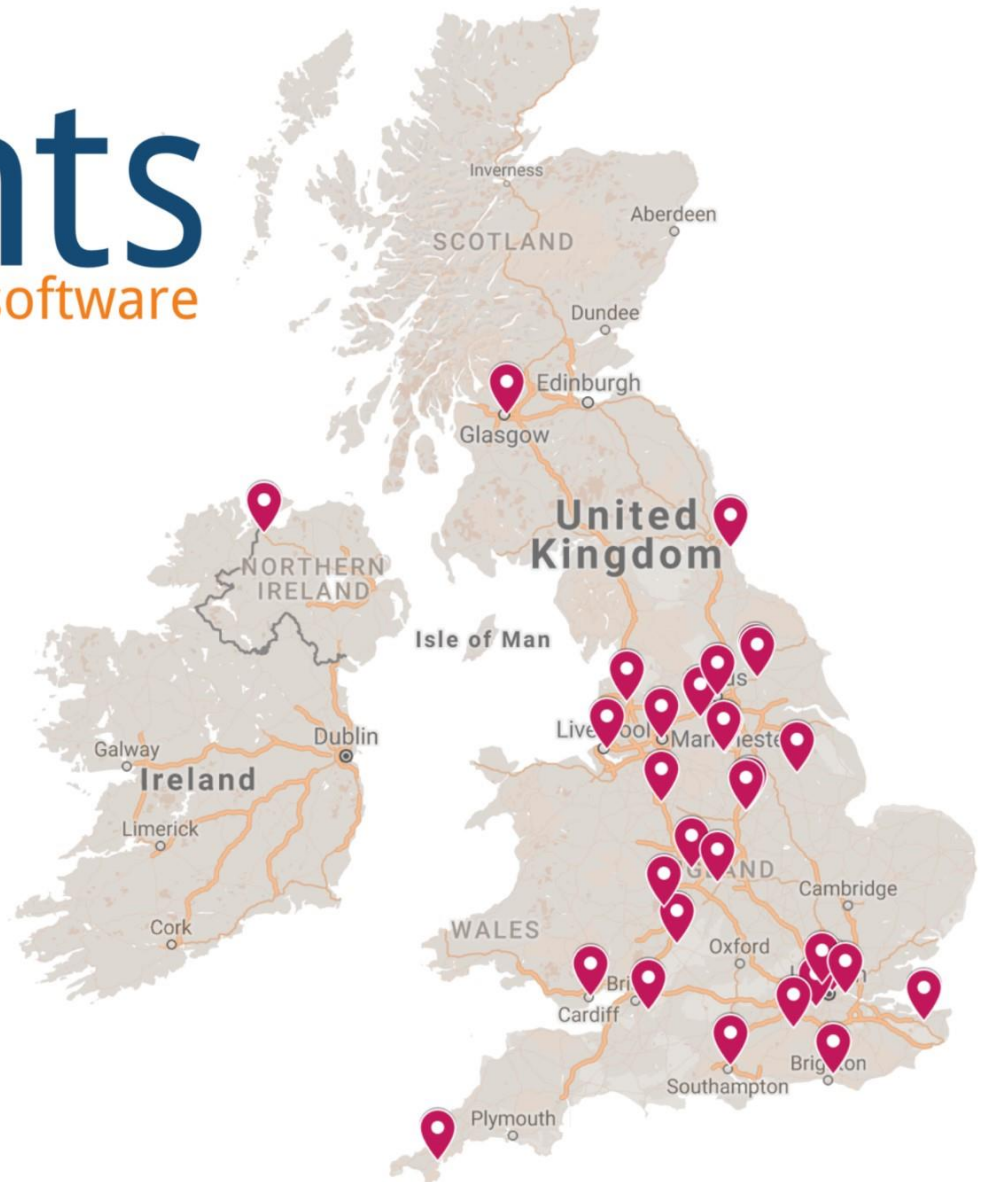 nts
software
Inverness
Aberdeen
SCOTLAND
Dundee
Edinburgh
Glasgow
United
Kingdom
NORTHERN
IRELAND
Isle of Man
Dublin
Galway
Ireland
Limerick
Cork
WALES
Cambridge
Oxford
Cardiff
Southampton
Plymouth